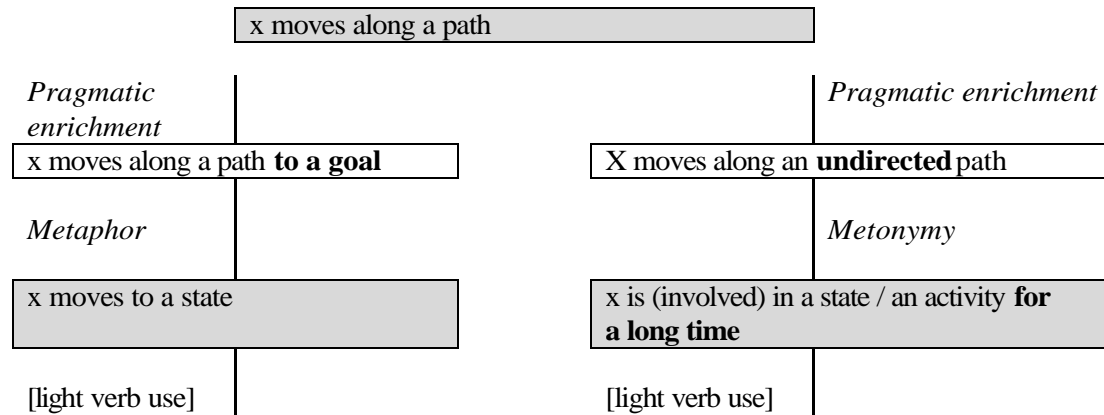 x moves along a path
Pragmatic
enrichment
Pragmatic enrichment
x moves along a path to a goal
X moves along an undirected path
Metaphor
Metonymy
x moves to a state
x is (involved) in a state / an activity for
a long time
[light verb use]
[light verb use]